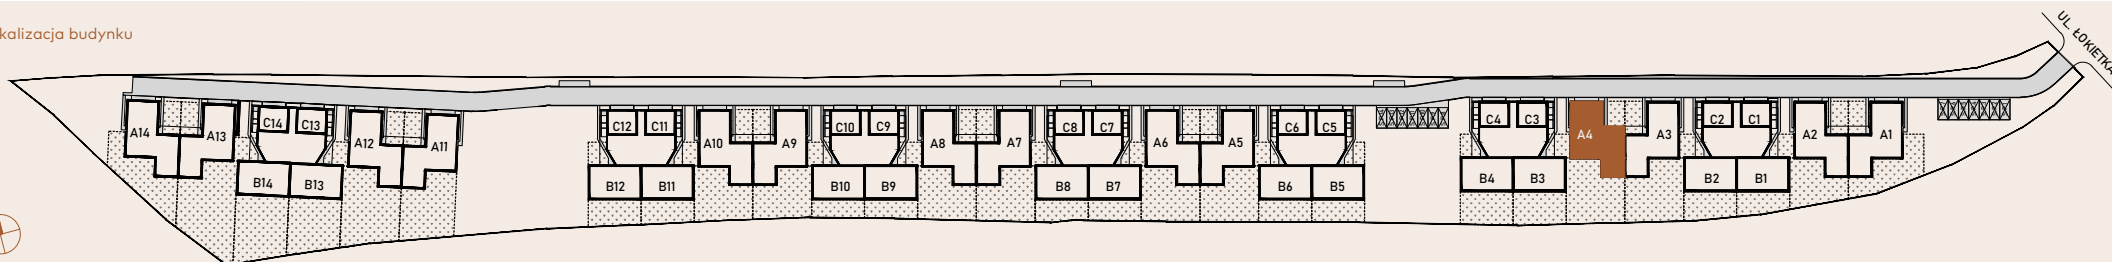 kalizacja budynku
UL. ŁOKIETKA
A14
A13
C14
C13
A12
A11
B14
B13
C12
C11
A10
A9
C10
C9
A8
A7
C8
C7
A6
A5
C6
C5
B12
B11
B10
B9
B8
B7
B6
B5
C4
C3
A4
A3
C2
C1
A2
A1
B4
B3
B2
B1